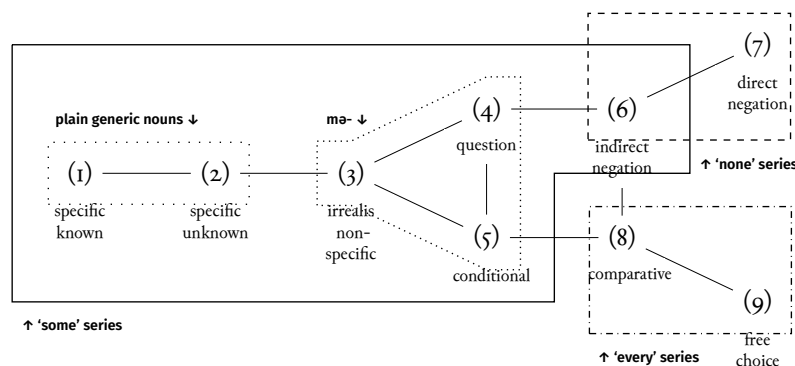 (7)
direct
negation
plain generic nouns ↓
mə- ↓
(4)
question
(6)
indirect
negation
↑ 'none' series
(1)
specific
known
(2)
specific
unknown
(3)
irrealis
non-
specific
(5)
conditional
(8)
comparative
(9)
free
choice
↑ 'some' series
↑ 'every' series